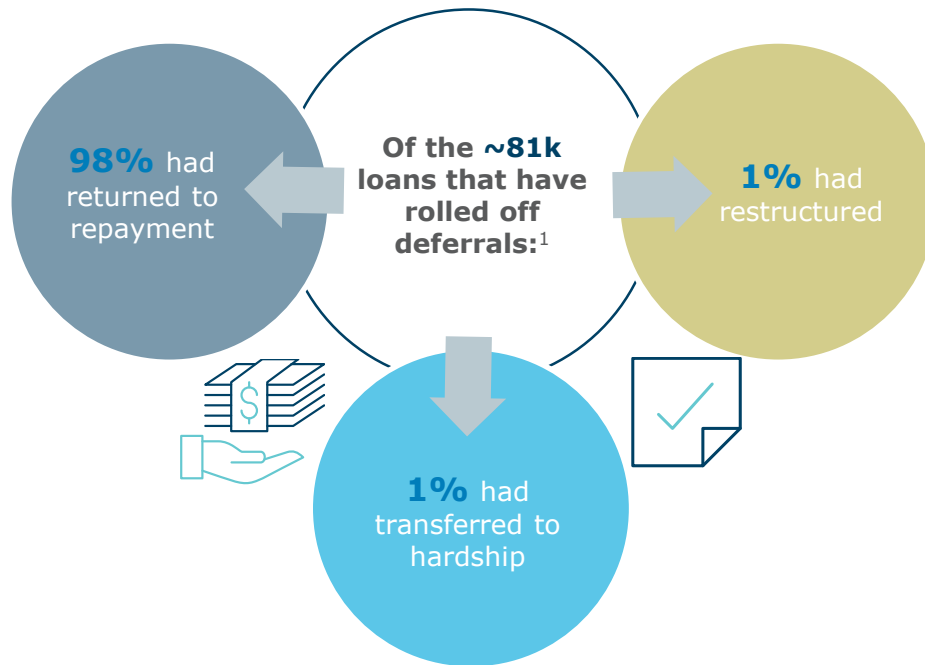 Of the ~81k
loans that have
rolled off
deferrals:1
98% had
returned to
repayment
1% had
restructured
$
1% had
transferred to
hardship